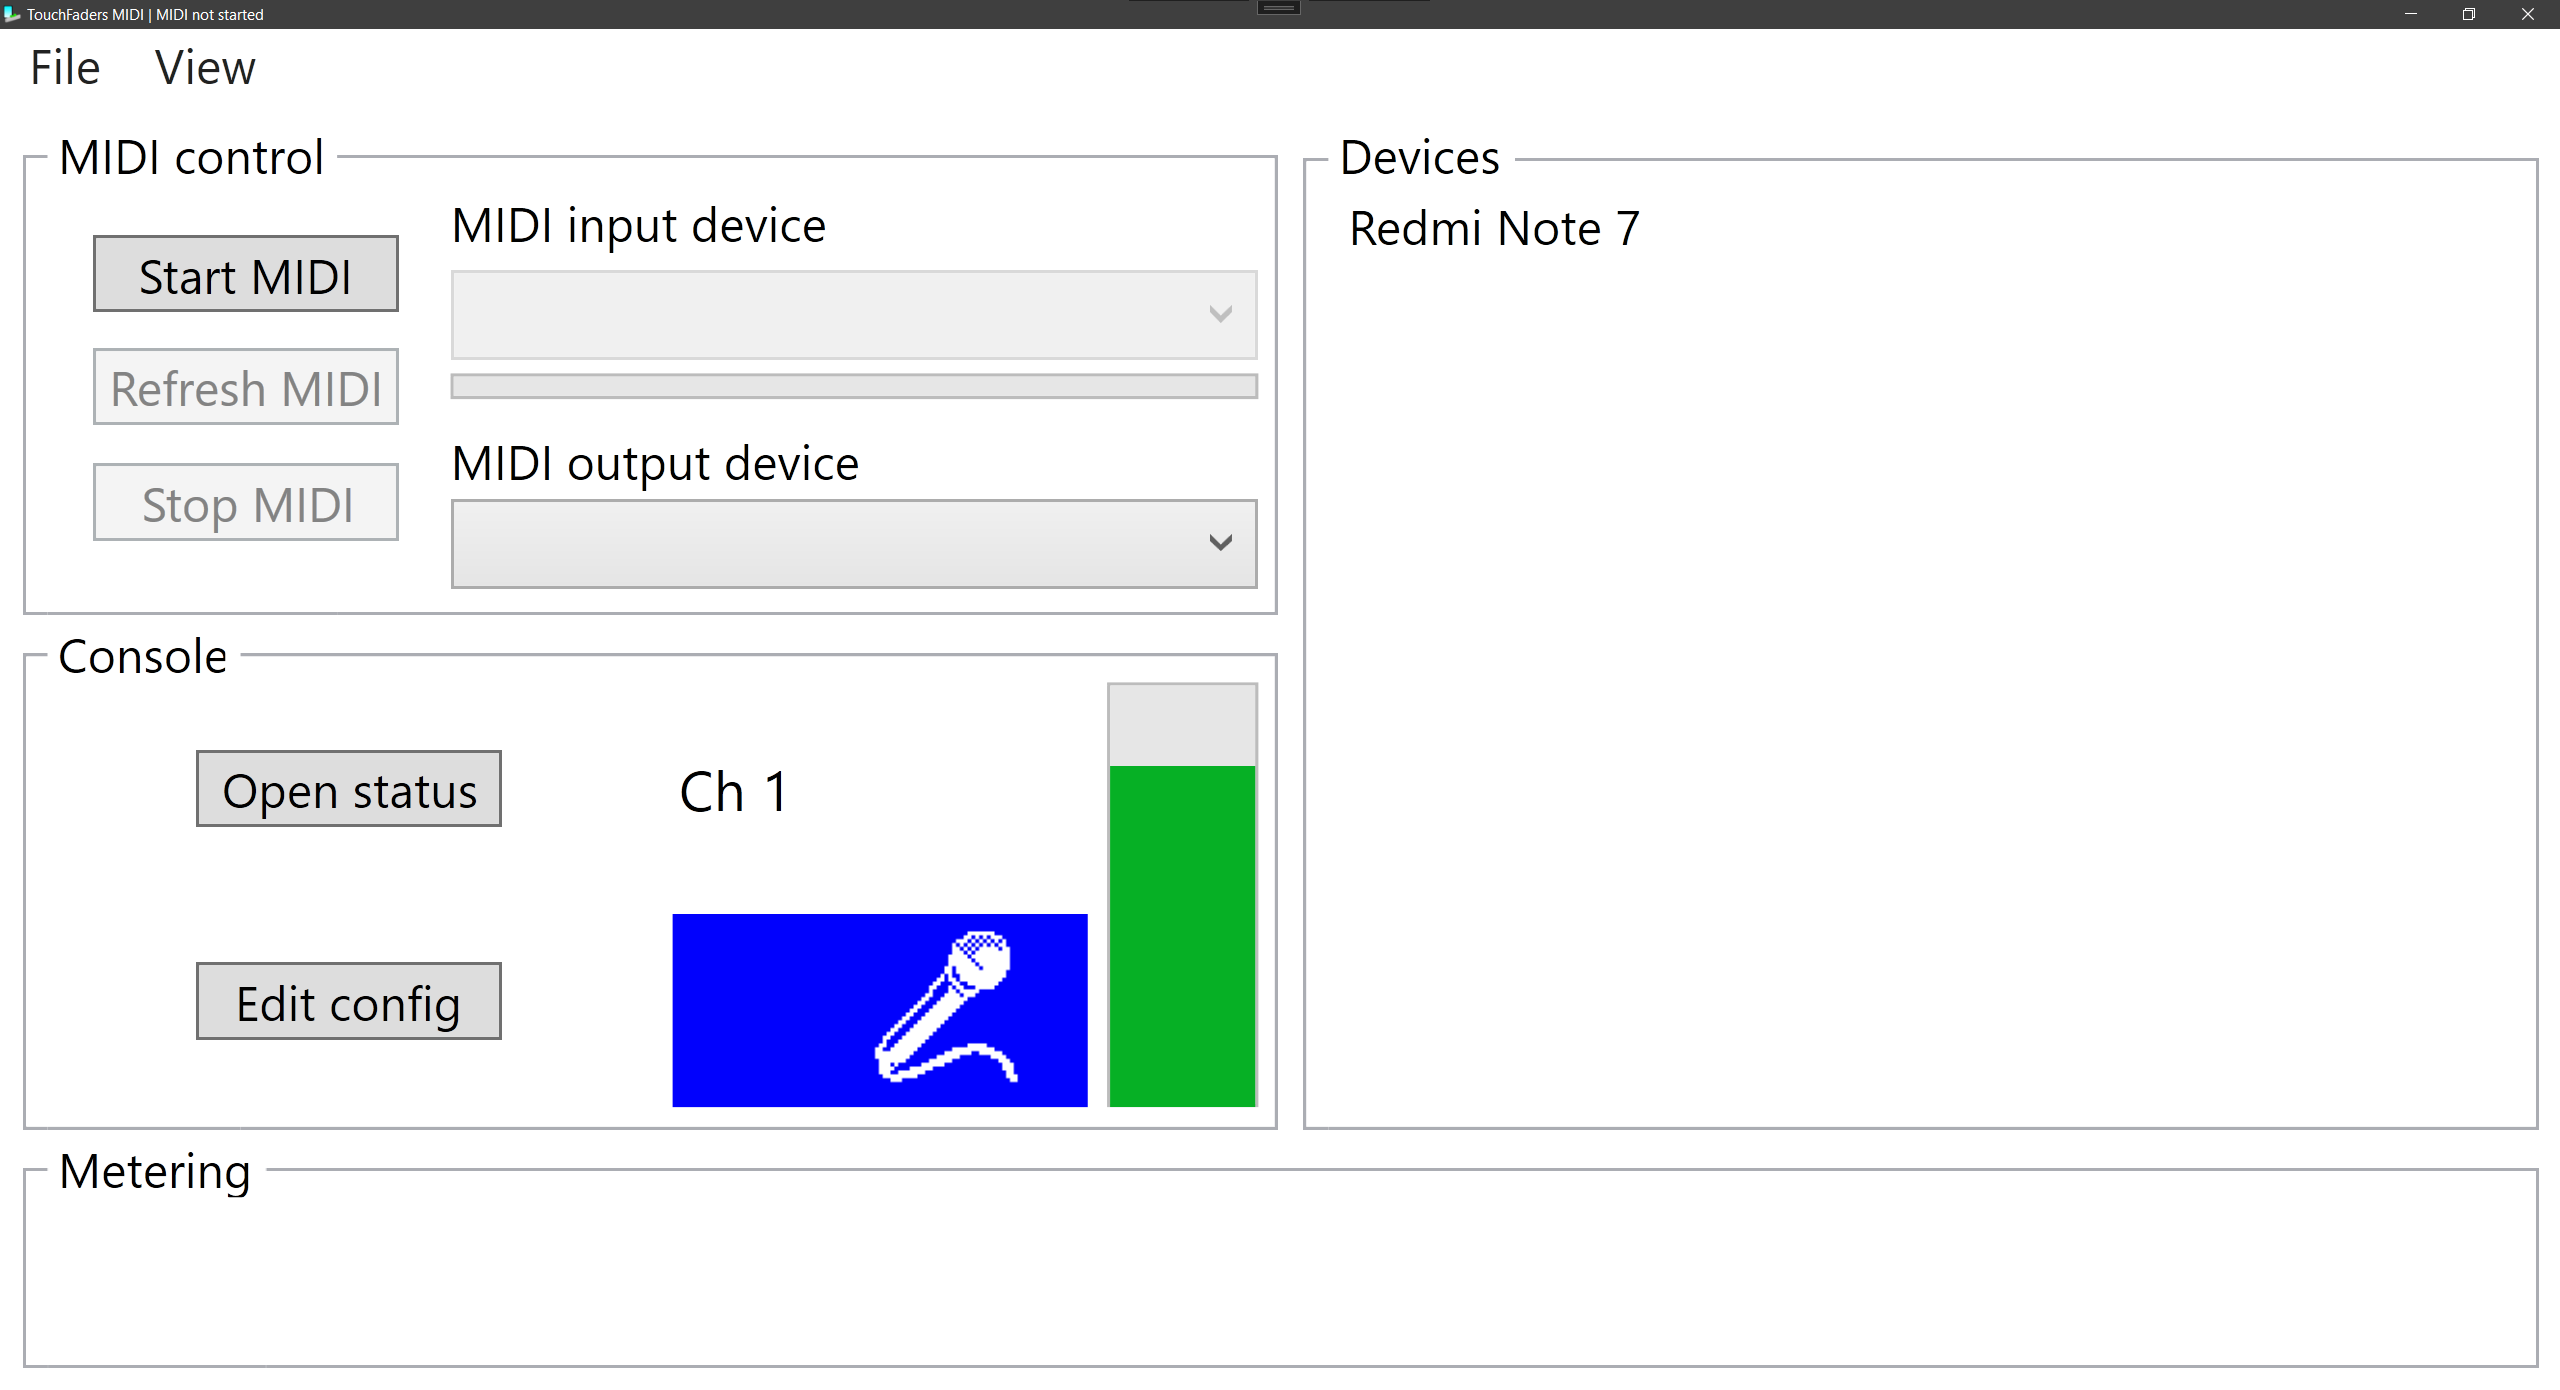 TouchFaders MIDI | MIDI not started
File View
MIDI control
Start MIDI
Refresh MIDI
Stop MIDI
MIDI input device
MIDI output device
Devices
Redmi Note 7
Console
Open status
Edit config
Ch 1
Metering